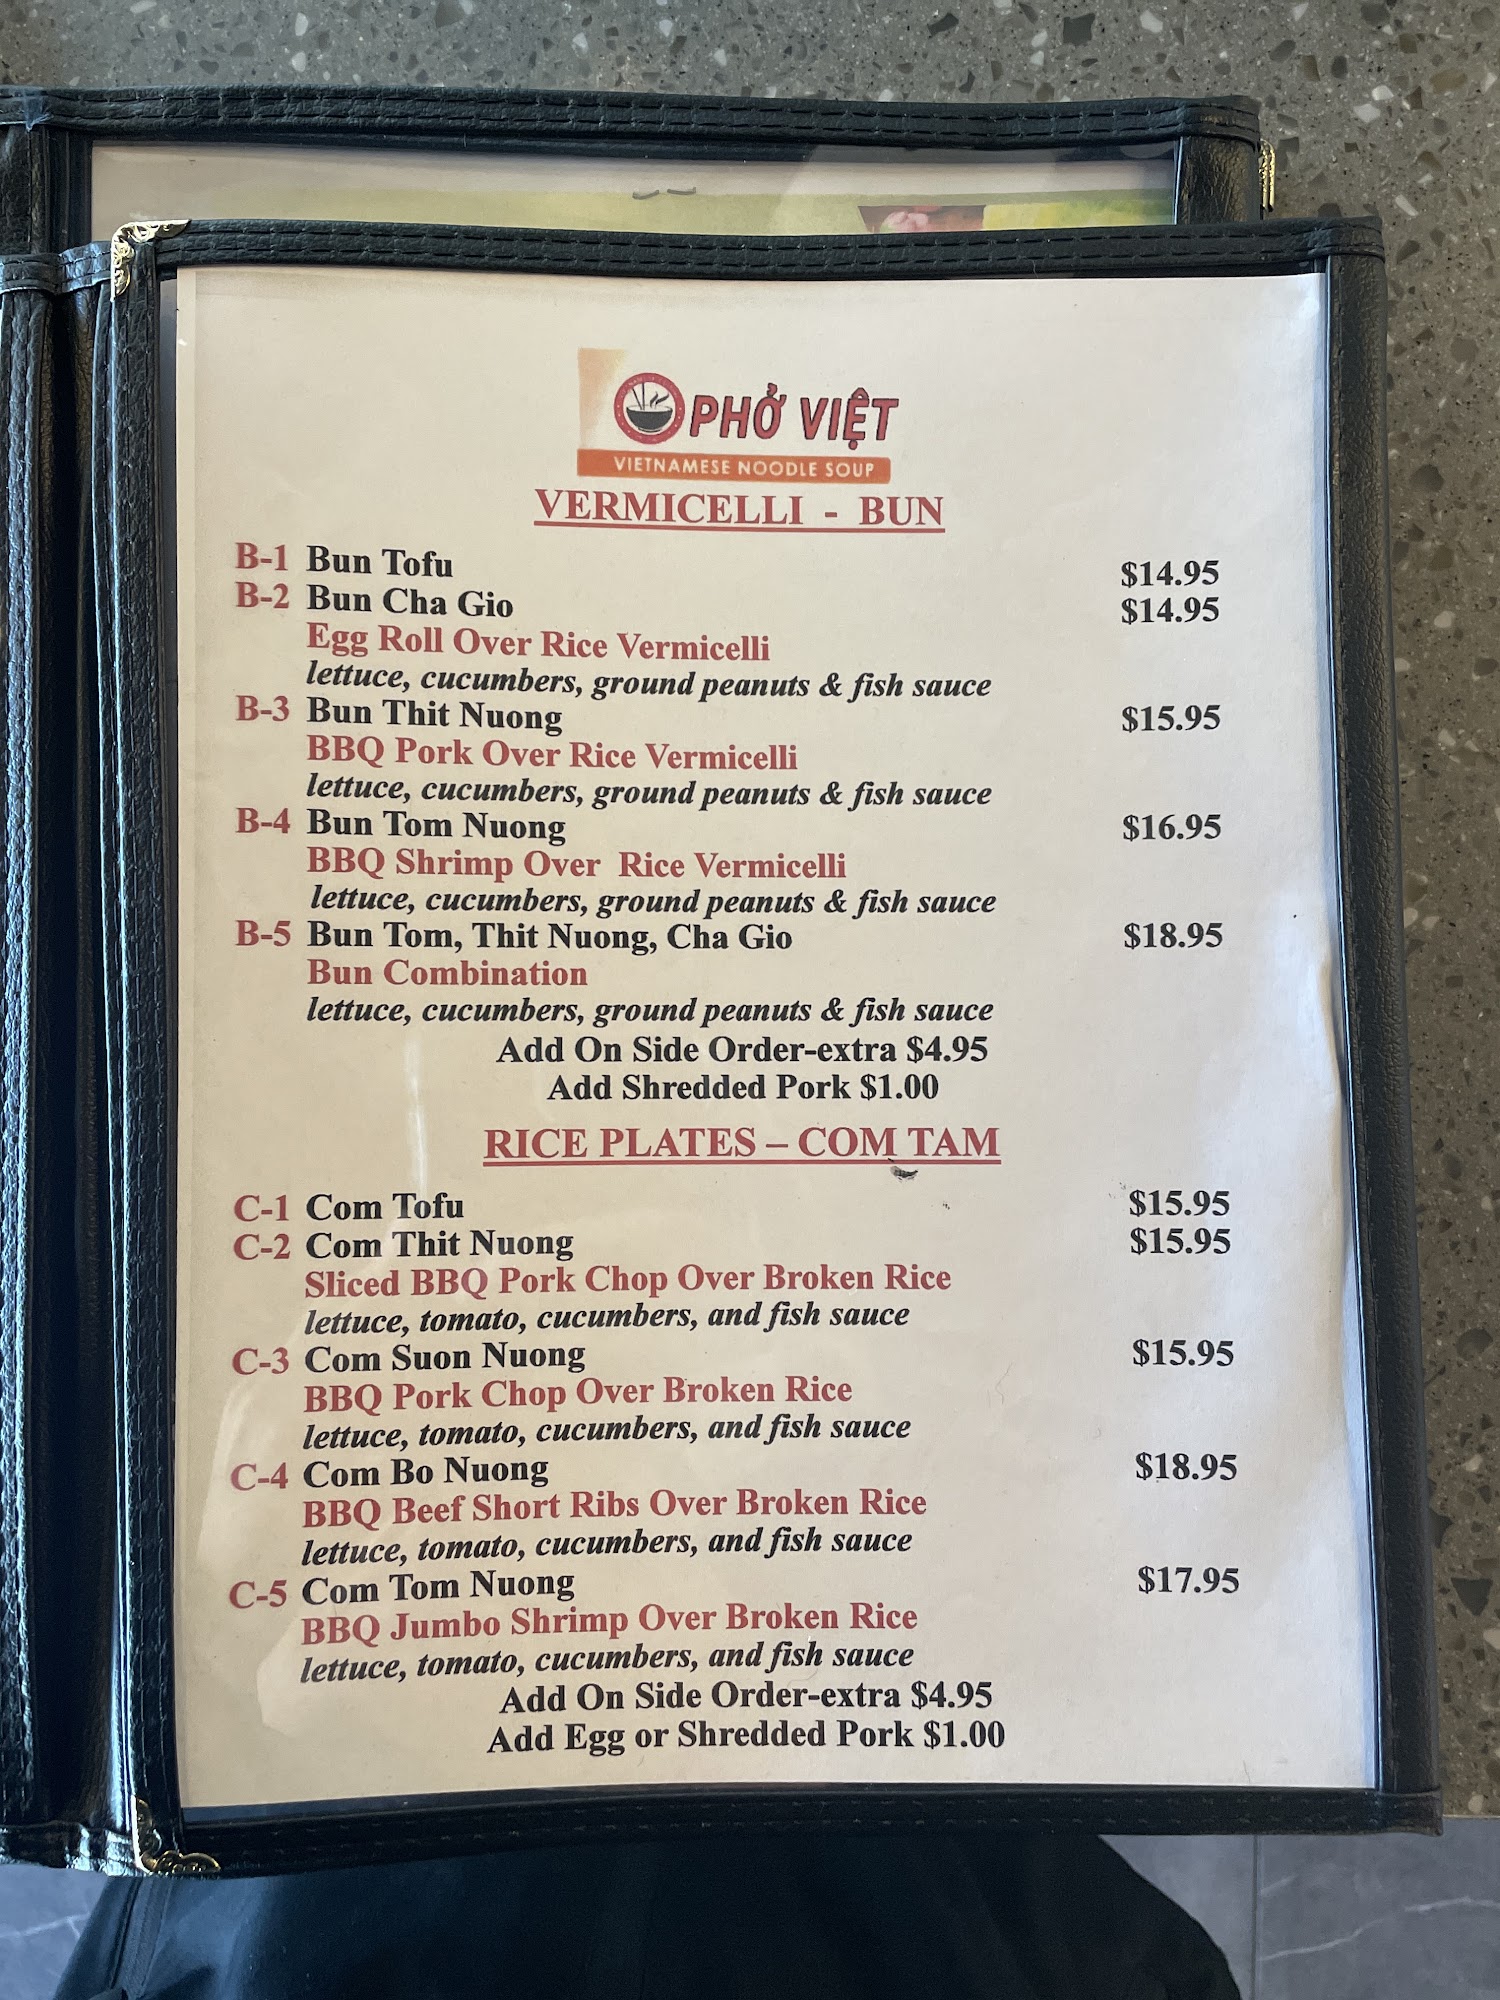 PHỞ VIỆT
VIETNAMESE NOODLE SOUP
VERMICELLI - BUN
B-1 Bun Tofu $14.95
B-2 Bun Cha Gio $14.95
Egg Roll Over Rice Vermicelli
lettuce, cucumbers, ground peanuts & fish sauce
B-3 Bun Thit Nuong $15.95
BBQ Pork Over Rice Vermicelli
lettuce, cucumbers, ground peanuts & fish sauce
B-4 Bun Tom Nuong $16.95
BBQ Shrimp Over Rice Vermicelli
lettuce, cucumbers, ground peanuts & fish sauce
B-5 Bun Tom, Thit Nuong, Cha Gio $18.95
Bun Combination
lettuce, cucumbers, ground peanuts & fish sauce
Add On Side Order-extra $4.95
Add Shredded Pork $1.00
RICE PLATES – COM TAM
C-1 Com Tofu $15.95
C-2 Com Thit Nuong $15.95
Sliced BBQ Pork Chop Over Broken Rice
lettuce, tomato, cucumbers, and fish sauce
C-3 Com Suon Nuong $15.95
BBQ Pork Chop Over Broken Rice
lettuce, tomato, cucumbers, and fish sauce
C-4 Com Bo Nuong $18.95
BBQ Beef Short Ribs Over Broken Rice
lettuce, tomato, cucumbers, and fish sauce
C-5 Com Tom Nuong $17.95
BBQ Jumbo Shrimp Over Broken Rice
lettuce, tomato, cucumbers, and fish sauce
Add On Side Order-extra $4.95
Add Egg or Shredded Pork $1.00